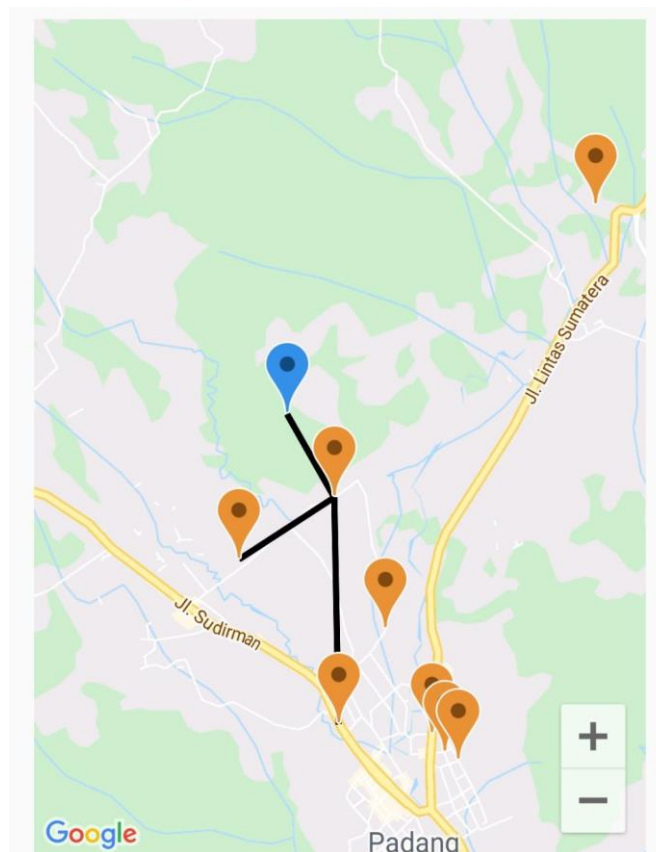 Jl. Lintas Sumatera
Jl. Sudirman
+
−
Google
Padang